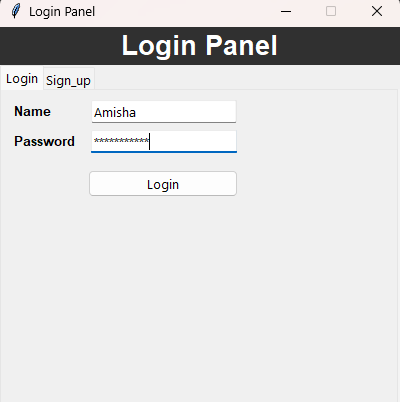 Login Panel
Login Panel
Login Sign_up
Name Amisha
Password ***********
Login